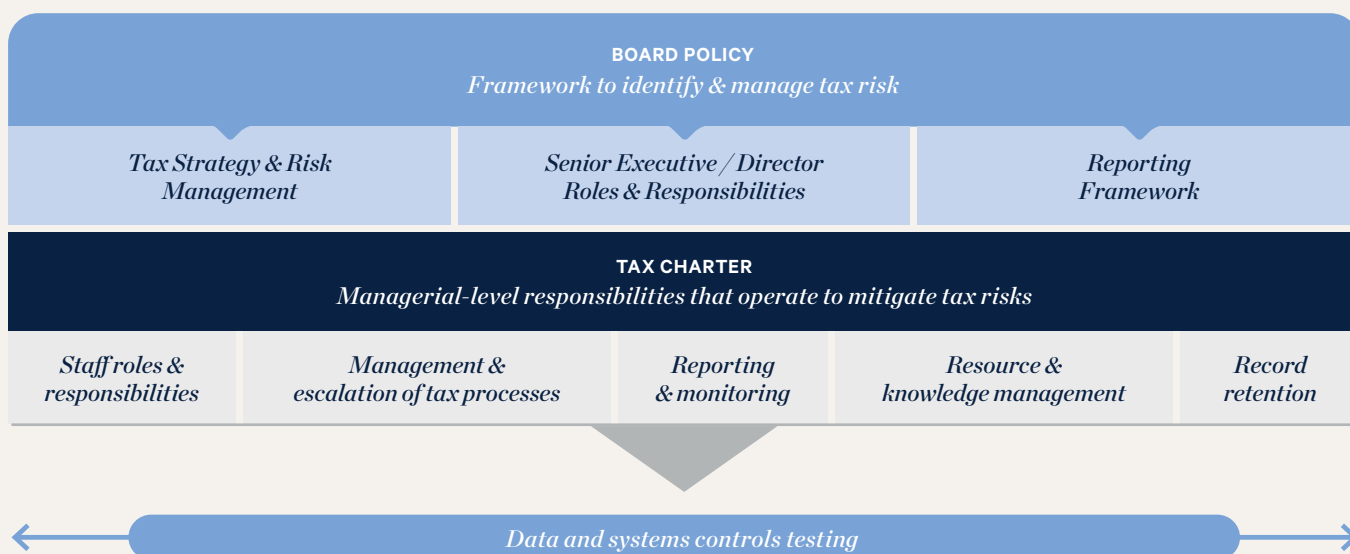 BOARD POLICY
Framework to identify & manage tax risk
Tax Strategy & Risk
Management
Senior Executive / Director
Roles & Responsibilities
Reporting
Framework
TAX CHARTER
Managerial-level responsibilities that operate to mitigate tax risks
Staff roles &
responsibilities
Management &
escalation of tax processes
Reporting
& monitoring
Resource &
knowledge management
Record
retention
Data and systems controls testing